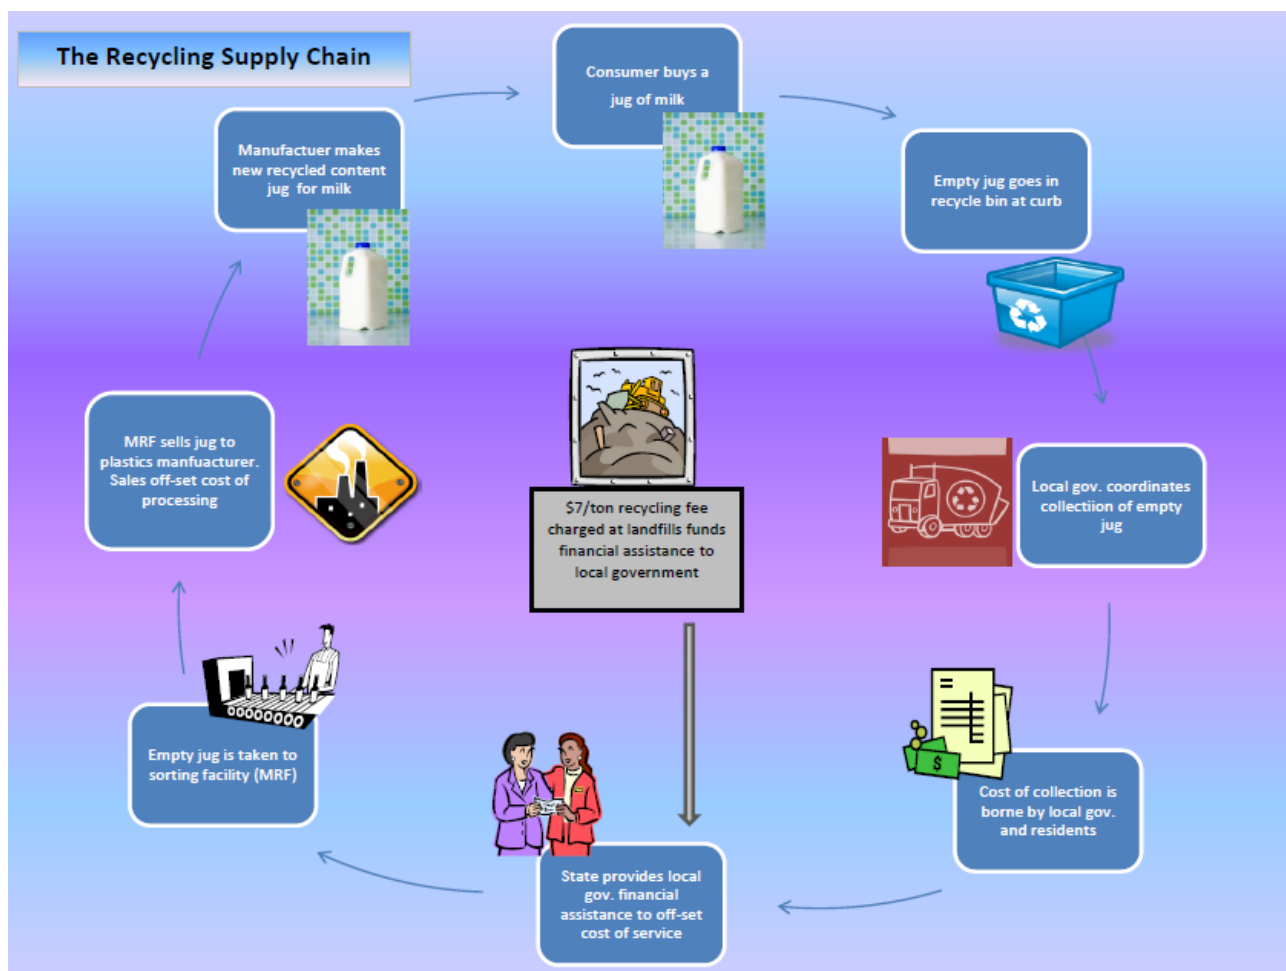 The Recycling Supply Chain
Consumer buys a
jug of milk
Empty jug goes in
recycle bin at curb
Local gov. coordinates
collectiion of empty
jug
Cost of collection is
borne by local gov.
and residents
State provides local
gov. financial
assistance to off-set
cost of service
Empty jug is taken to
sorting facility (MRF)
MRF sells jug to
plastics manfuacturer.
Sales off-set cost of
processing
Manufactuer makes
new recycled content
jug for milk
$7/ton recycling fee
charged at landfills funds
financial assistance to
local government
$